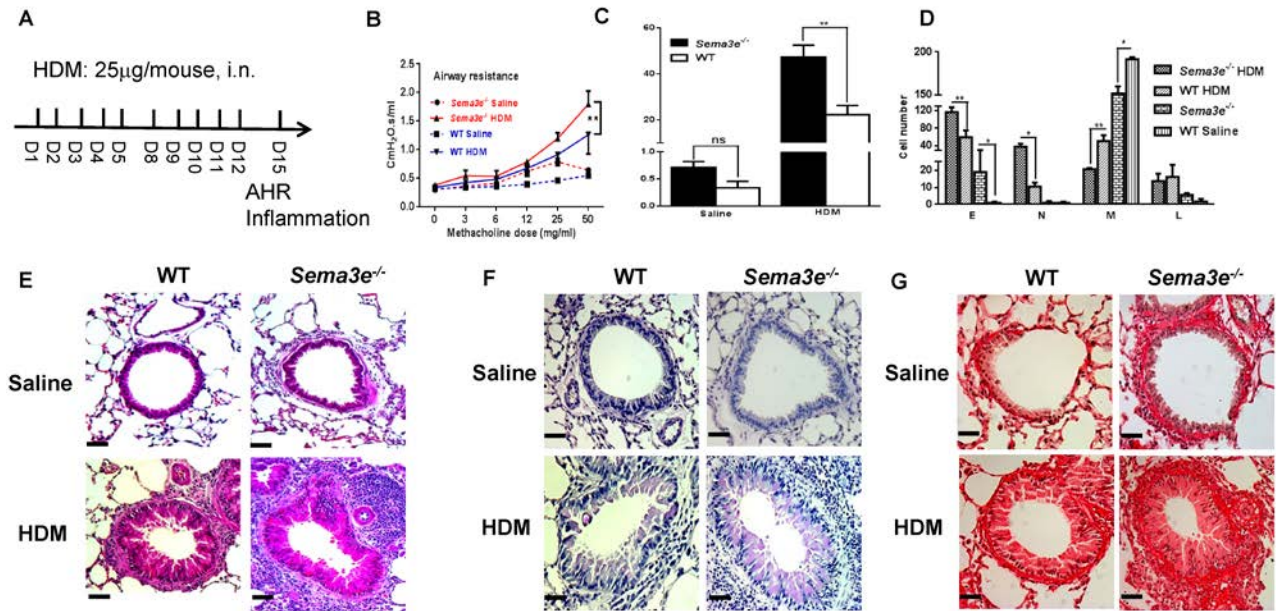 A
HDM: 25μg/mouse, i.n.
D1 D2 D3 D4 D5 D8 D9 D10 D11 D12 D15
AHR
Inflammation
B
Airway resistance
Sema3e-/- Saline
Sema3e-/- HDM
WT Saline
WT HDM
**
CmH₂O.s/ml
2.5
2.0
1.5
1.0
0.5
0.0
0 3 6 12 25 50
Methacholine dose (mg/ml)
C
Sema3e-/-
WT
**
ns
60
40
20
1.0
0.5
0.0
Saline HDM
D
Sema3e-/- HDM
WT HDM
Sema3e-/-
WT Saline
Cell number
200
150
100
120
80
40
20
10
0
** * * ** *
E N M L
E
WT Sema3e-/-
Saline
HDM
F
WT Sema3e-/-
Saline
HDM
G
WT Sema3e-/-
Saline
HDM